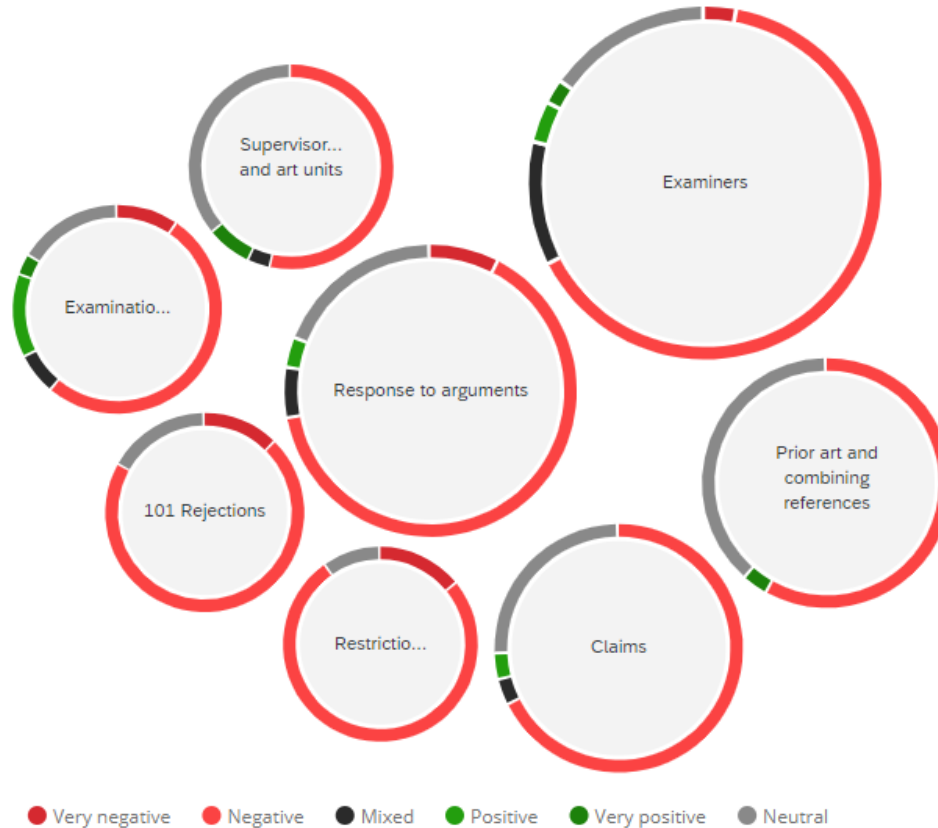 Supervisor...
and art units
Examiners
Examinatio...
Response to arguments
Prior art and
combining
references
101 Rejections
Restrictio...
Claims
Very negative
Negative
Mixed
Positive
Very positive
Neutral